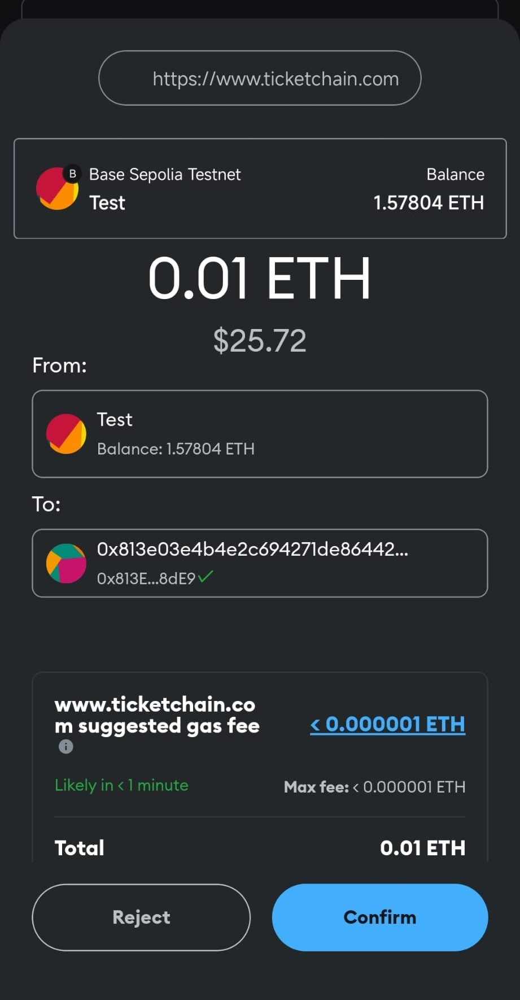 https://www.ticketchain.com
B
Base Sepolia Testnet
Balance
Test
1.57804 ETH
0.01 ETH
$25.72
From:
Test
Balance: 1.57804 ETH
To:
0x813e03e4b4e2c694271de86442...
0x813E...8dE9
www.ticketchain.co
m suggested gas fee
< 0.000001 ETH
i
Likely in < 1 minute
Max fee: < 0.000001 ETH
Total
0.01 ETH
Reject
Confirm